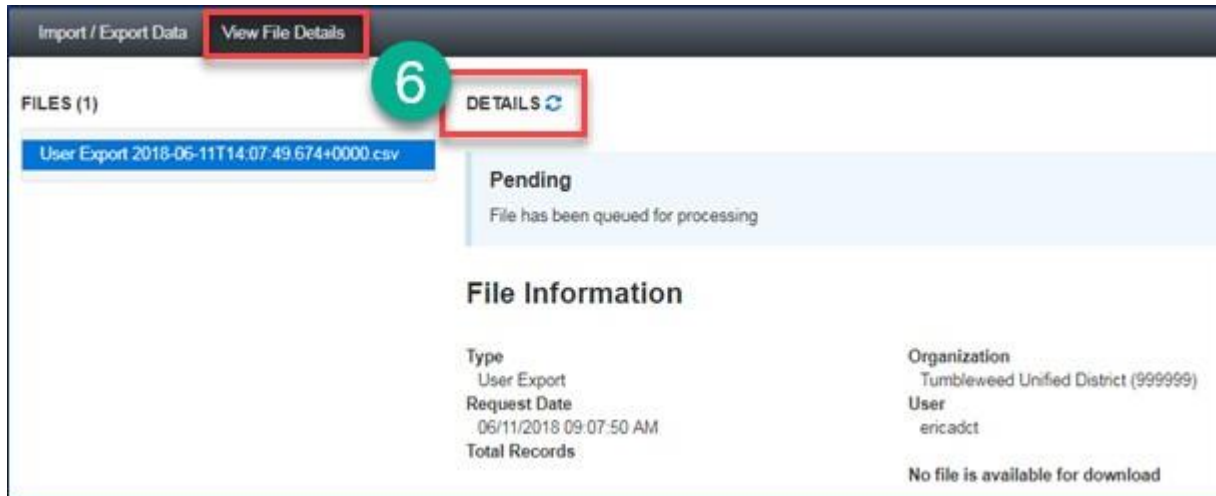 Import / Export Data View File Details
6
FILES (1)
DETAILS
User Export 2018-06-11T14:07:49.674+0000.csv
Pending
File has been queued for processing
File Information
Type
User Export
Request Date
06/11/2018 09:07:50 AM
Total Records
Organization
Tumbleweed Unified District (999999)
User
ericadct
No file is available for download